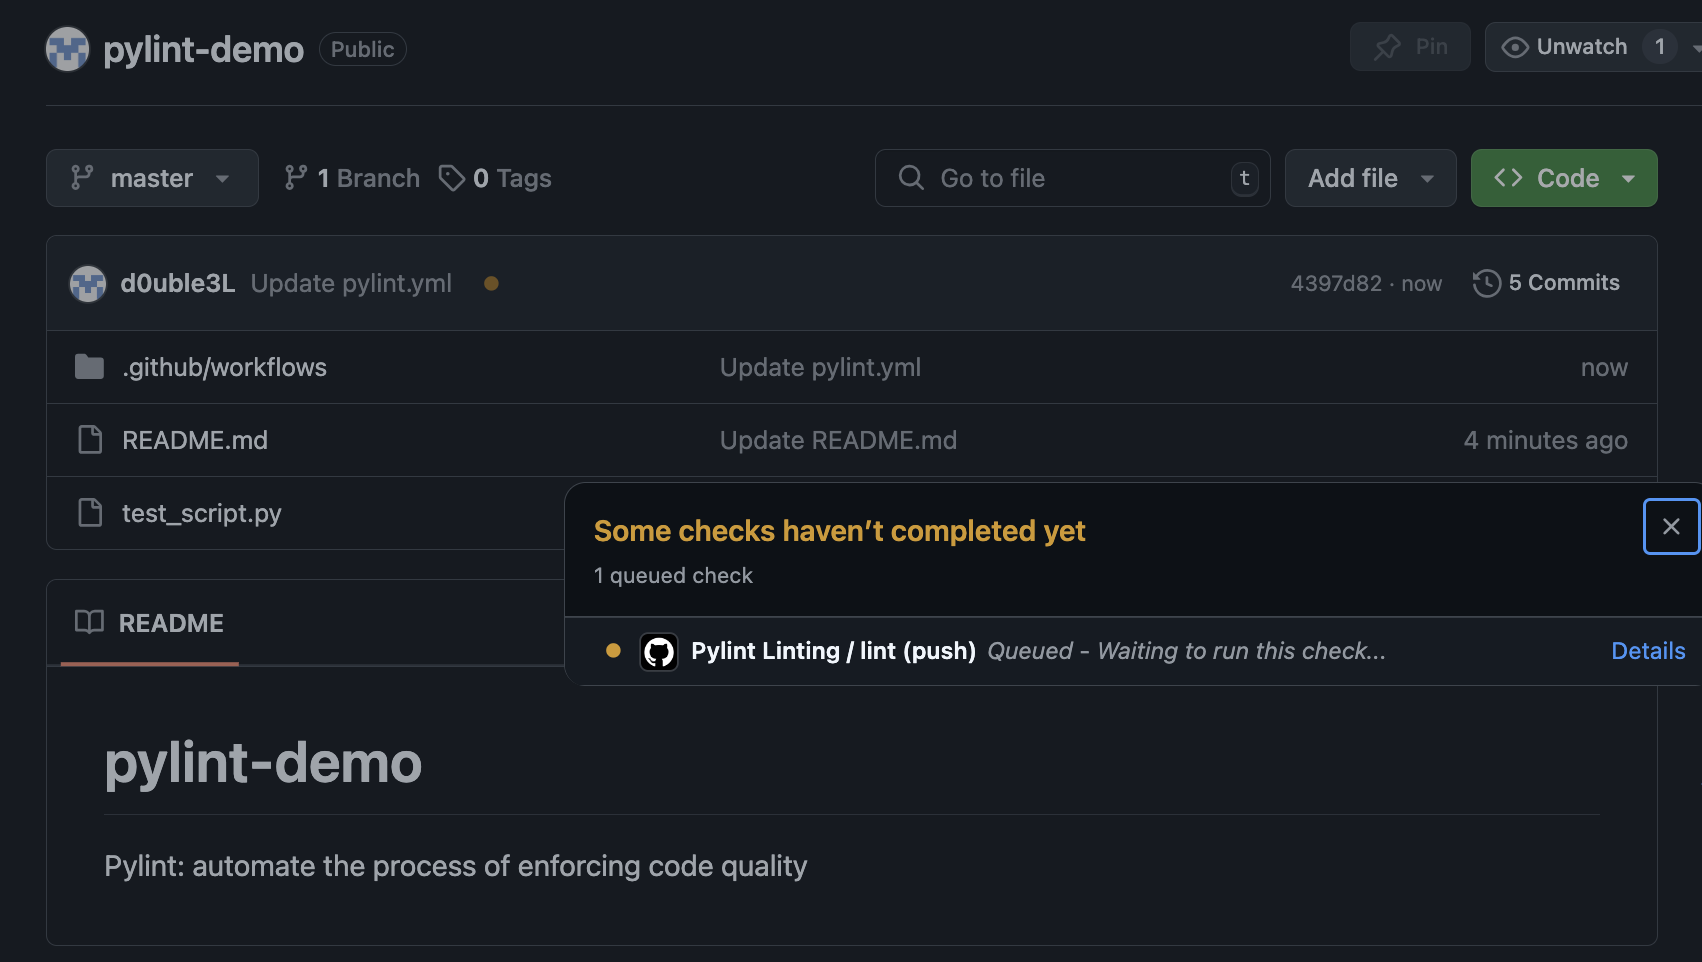 pylint-demo Public Pin Unwatch 1
master 1 Branch 0 Tags Go to file t Add file Code
d0uble3L Update pylint.yml 4397d82 · now 5 Commits
.github/workflows Update pylint.yml now
README.md Update README.md 4 minutes ago
test_script.py
Some checks haven’t completed yet
1 queued check
README
Pylint Linting / lint (push) Queued - Waiting to run this check... Details
pylint-demo
Pylint: automate the process of enforcing code quality